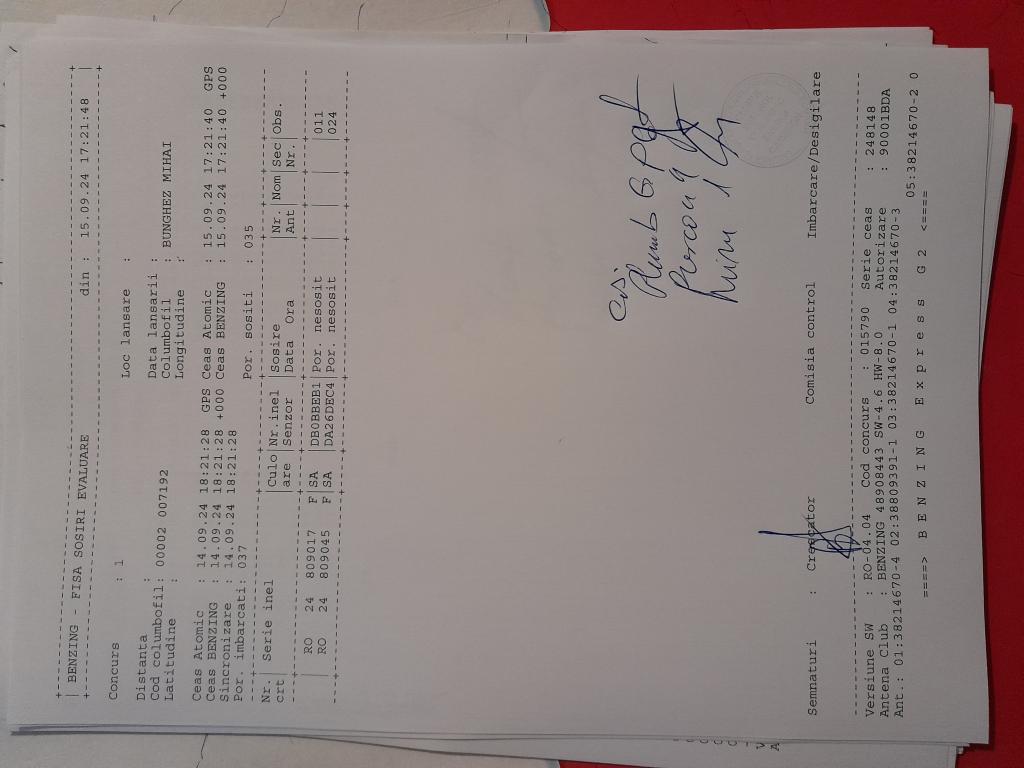 | BENZING - FISA SOSIRI EVALUARE din : 15.09.24 17:21:48 |
Concurs : 1 Loc lansare :
Distanta : Data lansarii :
Cod columbofil: 00002 007192 Columbofil : BUNGHEZ MIHAI
Latitudine : Longitudine :
Ceas Atomic : 14.09.24 18:21:28 GPS Ceas Atomic : 15.09.24 17:21:40 GPS
Ceas BENZING : 14.09.24 18:21:28 +000 Ceas BENZING : 15.09.24 17:21:40 +000
Sincronizare : 14.09.24 18:21:28
Por. imbarcati: 037 Por. sositi : 035
Nr.| Serie inel |Culo|Nr.inel |Sosire |Nr. |Nom|Sec|Obs.
crt| |are |Senzor |Data Ora |Ant | |Nr.|
| RO 24 809017 F|SA |DB0BBEB1|Por. nesosit | | | |011
| RO 24 809045 F|SA |DA26DEC4|Por. nesosit | | | |024
Plumb 6
1
Semnaturi : Crescator Comisia control Imbarcare/Desigilare
Versiune SW : RO-04.04 Cod concurs : 015790 Serie ceas : 248148
Antena Club : BENZING 48908443 SW-4.6 HW-8.0 Autorizare : 90001BDA
Ant.: 01:38214670-4 02:38809391-1 03:38214670-1 04:38214670-3 05:38214670-2 0
====> B E N Z I N G E x p r e s s G 2 <====